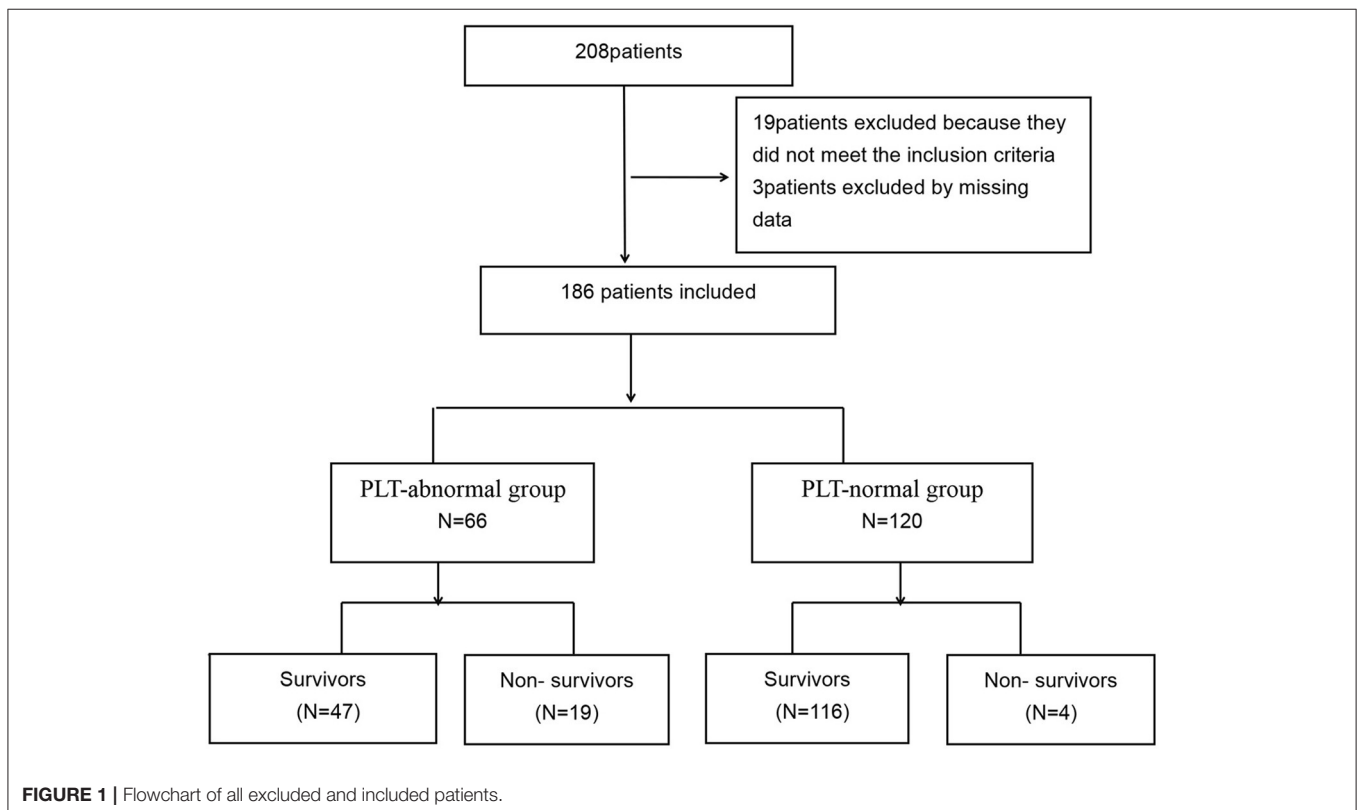 208patients
19patients excluded because they
did not meet the inclusion criteria
3patients excluded by missing
data
186 patients included
PLT-abnormal group
N=66
PLT-normal group
N=120
Survivors
(N=47)
Non- survivors
(N=19)
Survivors
(N=116)
Non- survivors
(N=4)
FIGURE 1 | Flowchart of all excluded and included patients.